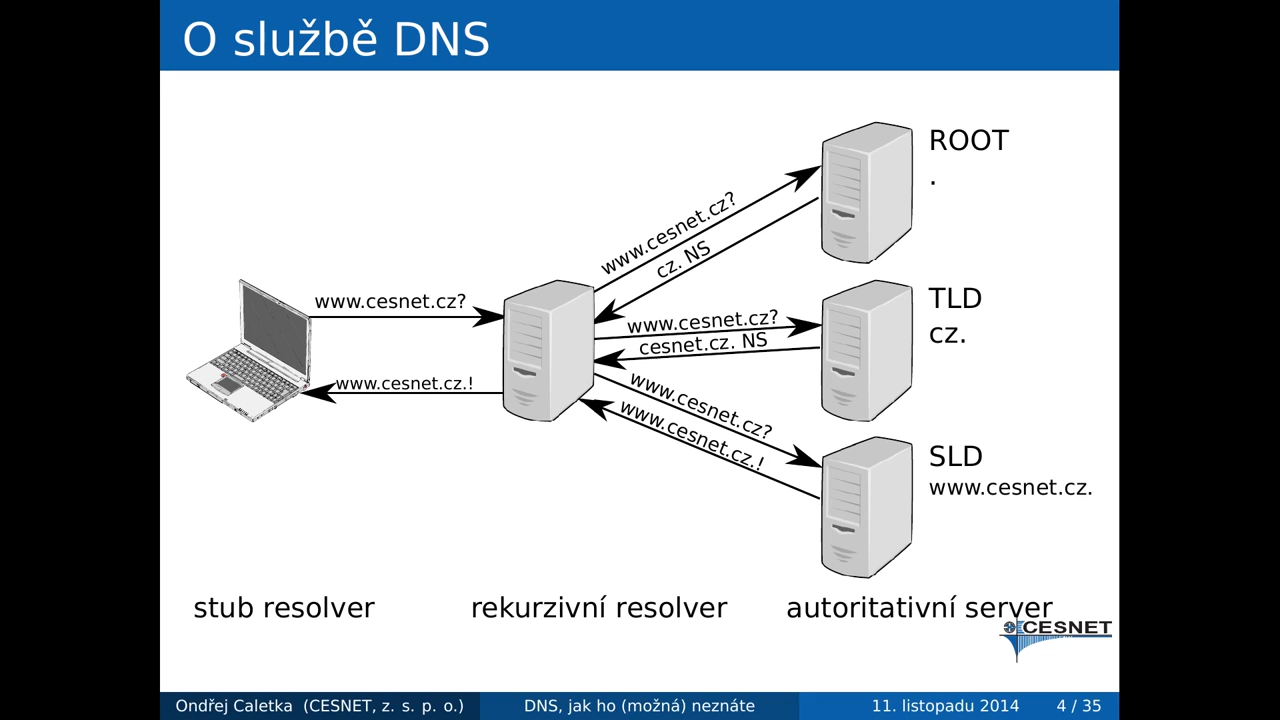 O službě DNS
ROOT
.
www.cesnet.cz?
cz. NS
TLD
cz.
www.cesnet.cz?
www.cesnet.cz?
cesnet.cz. NS
www.cesnet.cz.!
www.cesnet.cz?
www.cesnet.cz.!
SLD
www.cesnet.cz.
stub resolver
rekurzivní resolver
autoritativní server
CESNET
Ondřej Caletka (CESNET, z. s. p. o.)
DNS, jak ho (možná) neznáte
11. listopadu 2014
4 / 35